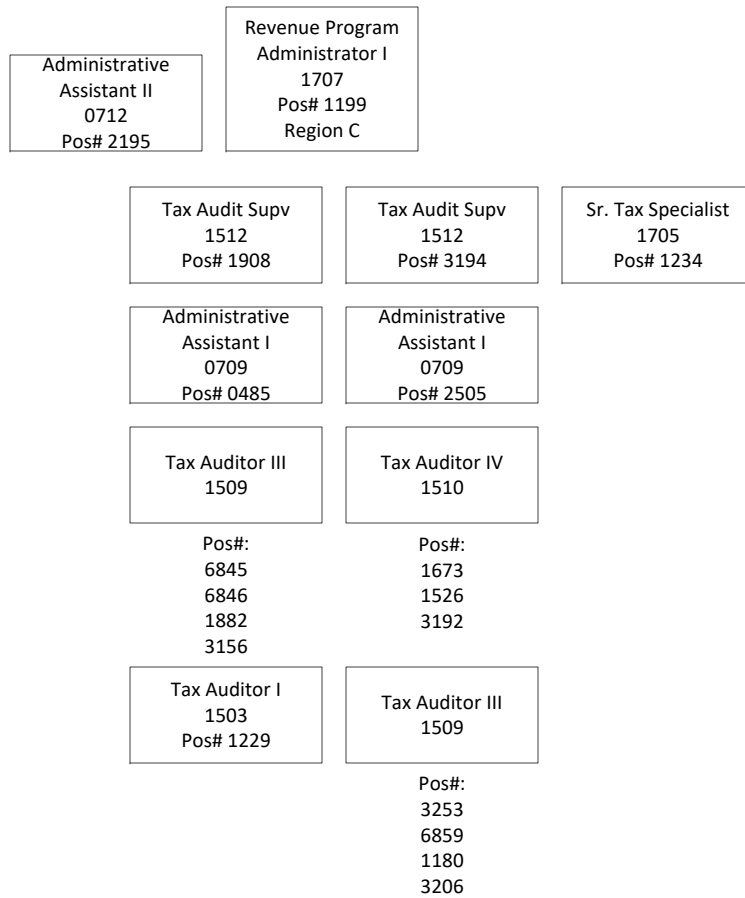 Administrative
Assistant II
0712
Pos# 2195
Revenue Program
Administrator I
1707
Pos# 1199
Region C
Tax Audit Supv
1512
Pos# 1908
Tax Audit Supv
1512
Pos# 3194
Sr. Tax Specialist
1705
Pos# 1234
Administrative
Assistant I
0709
Pos# 0485
Administrative
Assistant I
0709
Pos# 2505
Tax Auditor III
1509
Tax Auditor IV
1510
Pos#:
6845
6846
1882
3156
Pos#:
1673
1526
3192
Tax Auditor I
1503
Pos# 1229
Tax Auditor III
1509
Pos#:
3253
6859
1180
3206